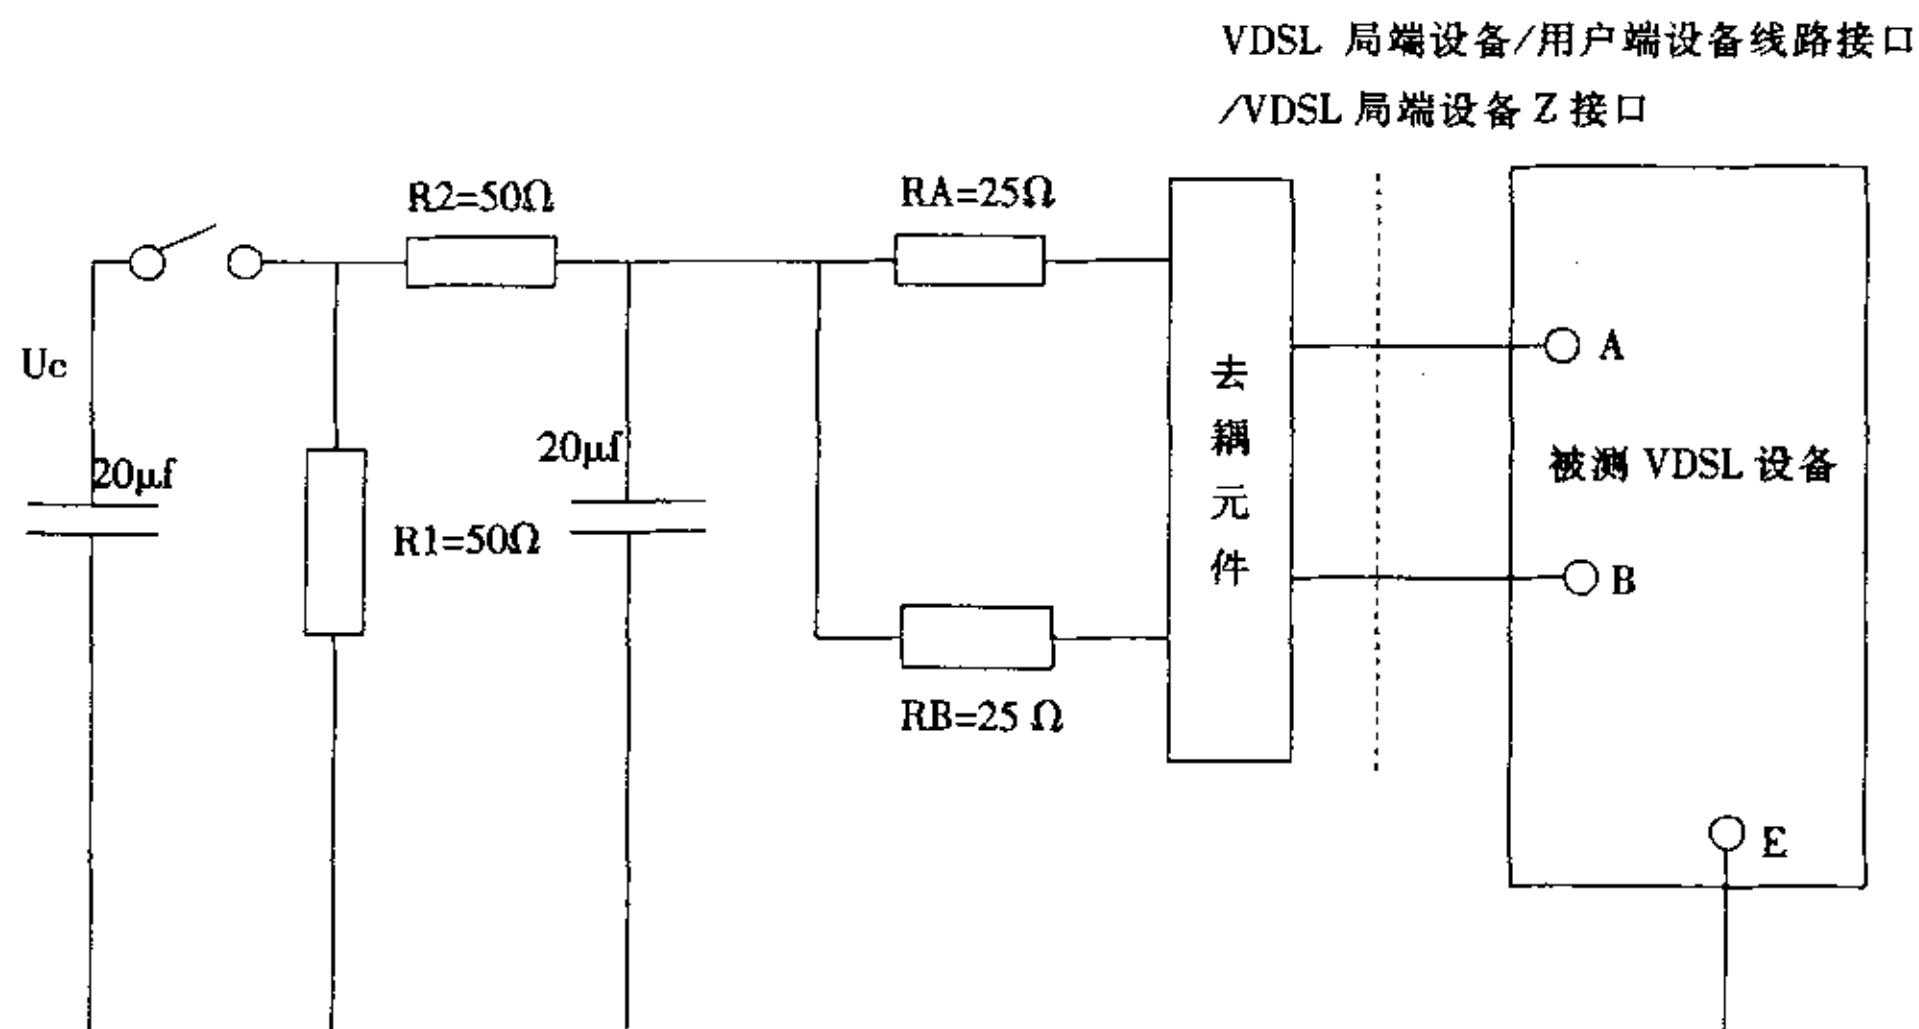 VDSL 局端设备/用户端设备线路接口
/VDSL 局端设备 Z 接口
R2=50Ω
RA=25Ω
Uc
20μf
R1=50Ω
20μf
RB=25 Ω
去
耦
元
件
A
被测 VDSL 设备
B
E